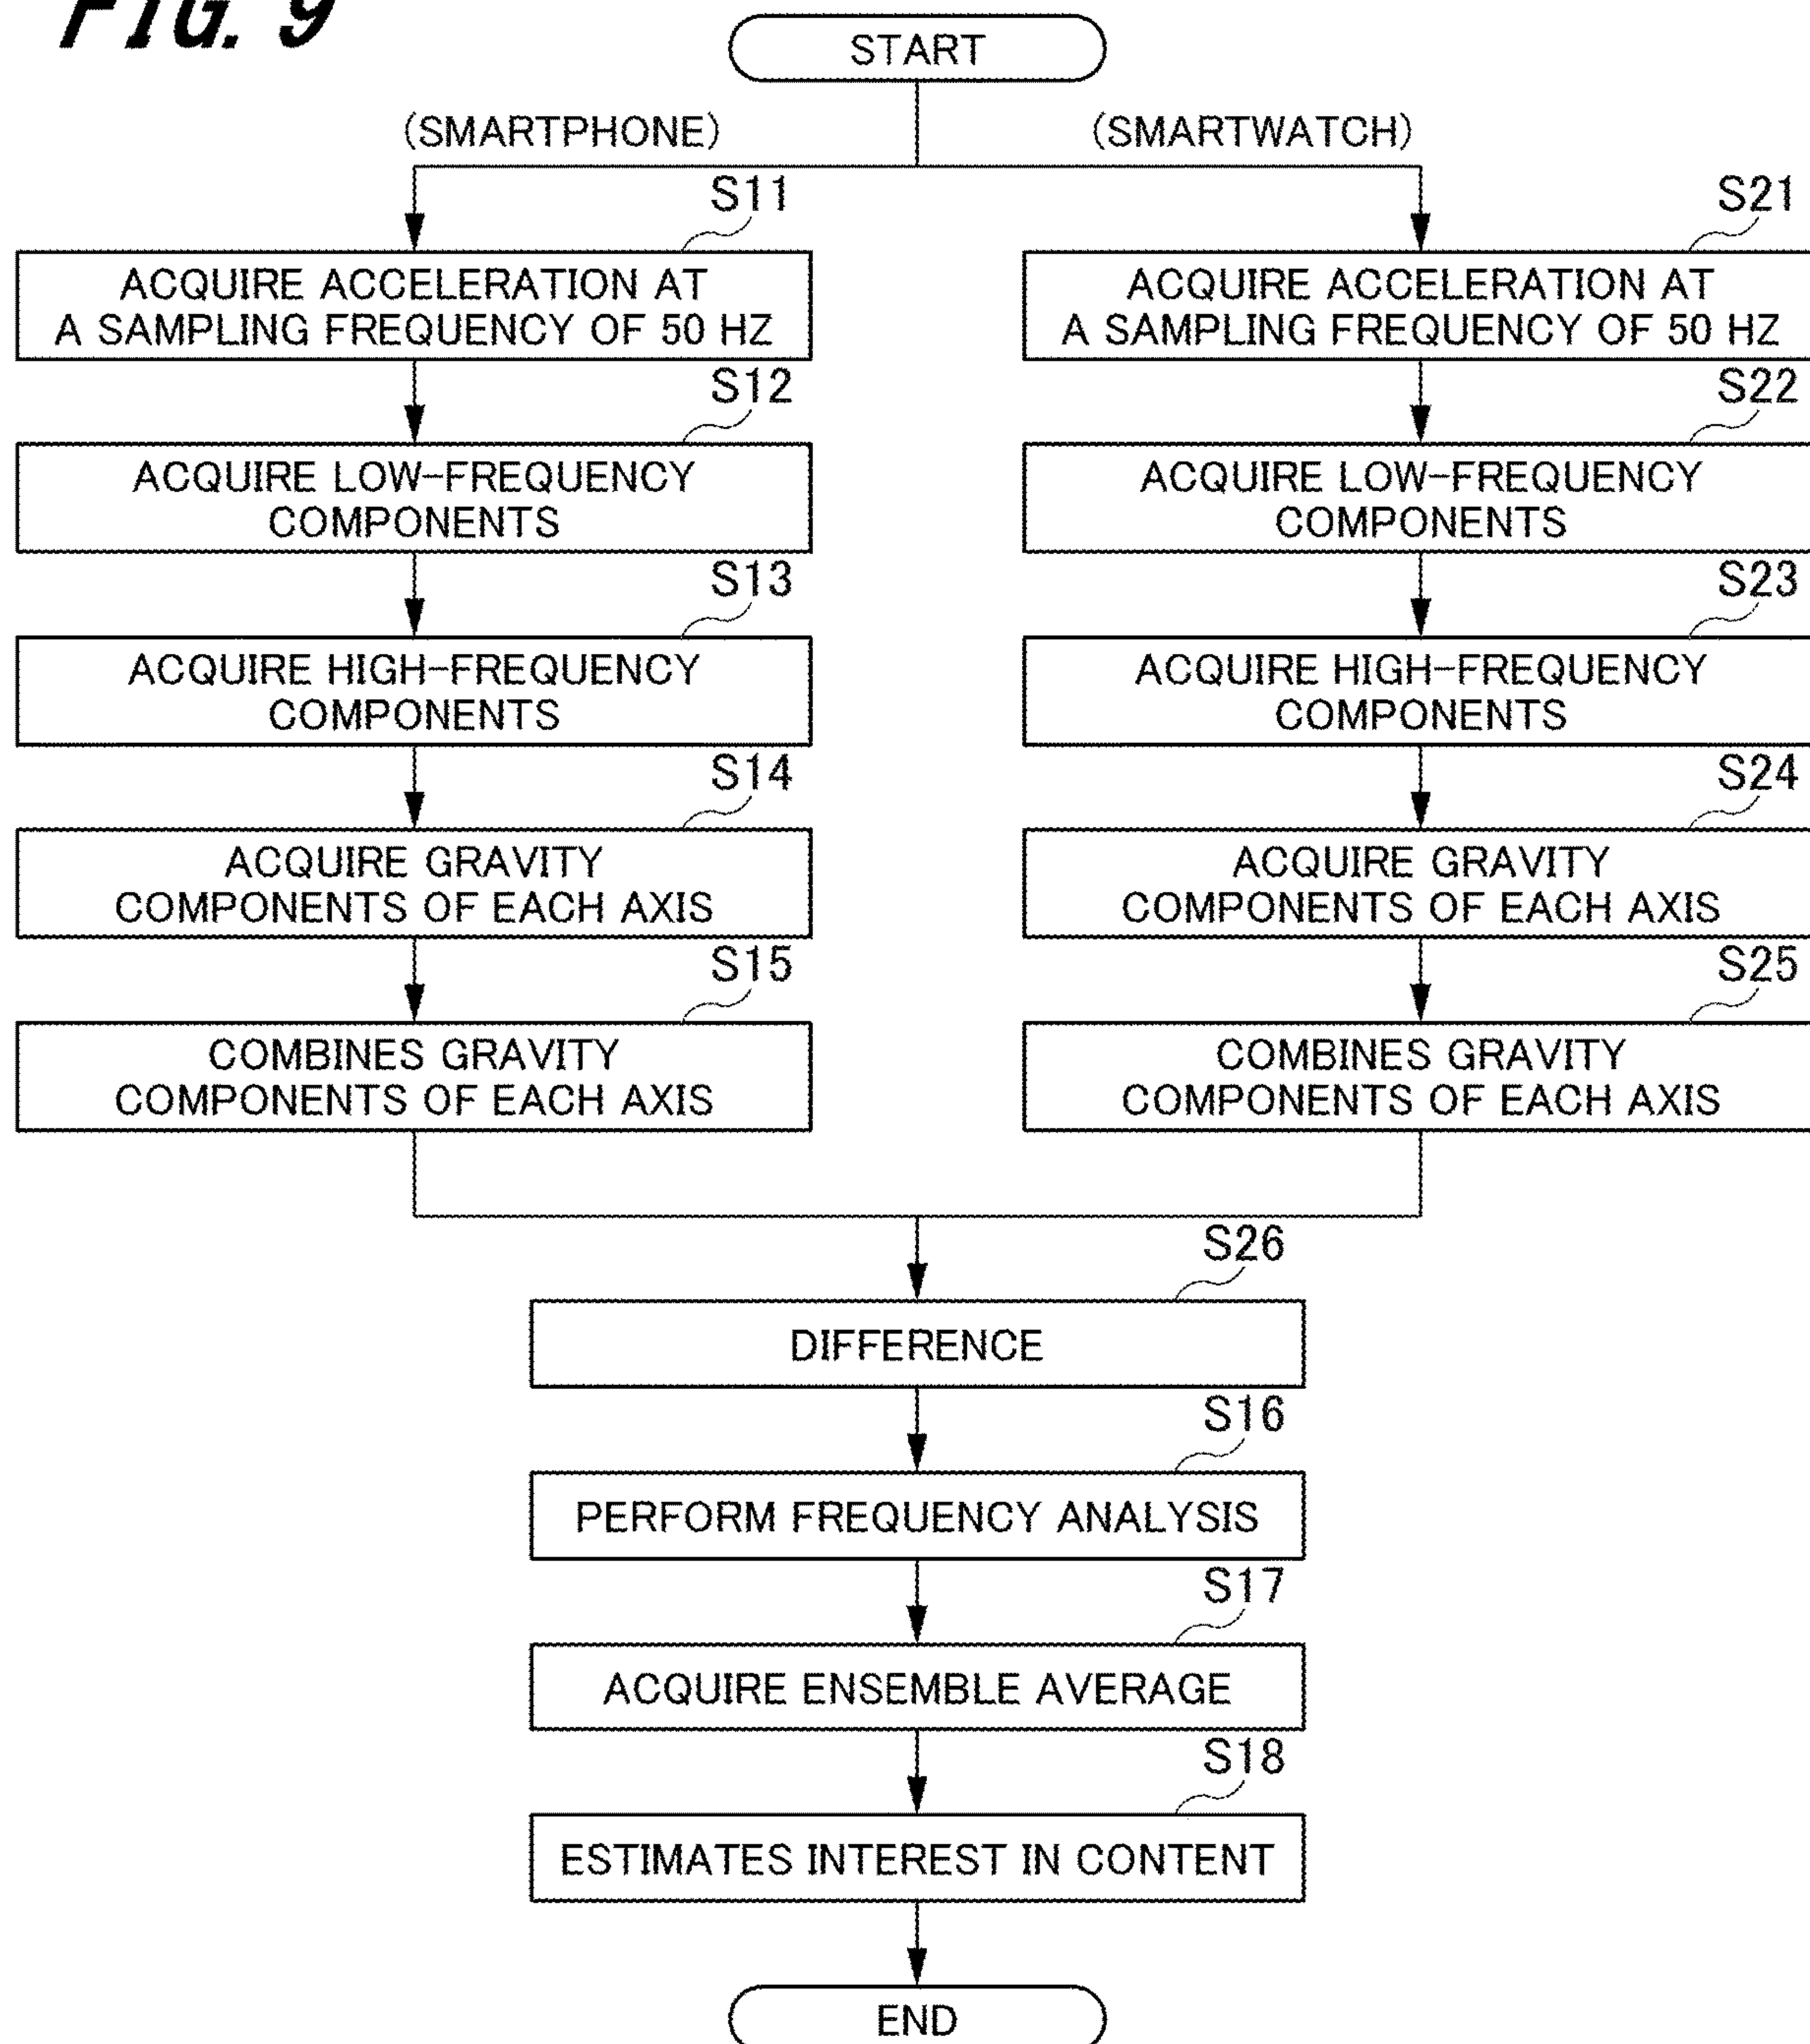 FIG. 9
START
(SMARTPHONE)
(SMARTWATCH)
S11
ACQUIRE ACCELERATION AT
A SAMPLING FREQUENCY OF 50 HZ
S12
ACQUIRE LOW-FREQUENCY
COMPONENTS
S13
ACQUIRE HIGH-FREQUENCY
COMPONENTS
S14
ACQUIRE GRAVITY
COMPONENTS OF EACH AXIS
S15
COMBINES GRAVITY
COMPONENTS OF EACH AXIS
S21
ACQUIRE ACCELERATION AT
A SAMPLING FREQUENCY OF 50 HZ
S22
ACQUIRE LOW-FREQUENCY
COMPONENTS
S23
ACQUIRE HIGH-FREQUENCY
COMPONENTS
S24
ACQUIRE GRAVITY
COMPONENTS OF EACH AXIS
S25
COMBINES GRAVITY
COMPONENTS OF EACH AXIS
S26
DIFFERENCE
S16
PERFORM FREQUENCY ANALYSIS
S17
ACQUIRE ENSEMBLE AVERAGE
S18
ESTIMATES INTEREST IN CONTENT
END